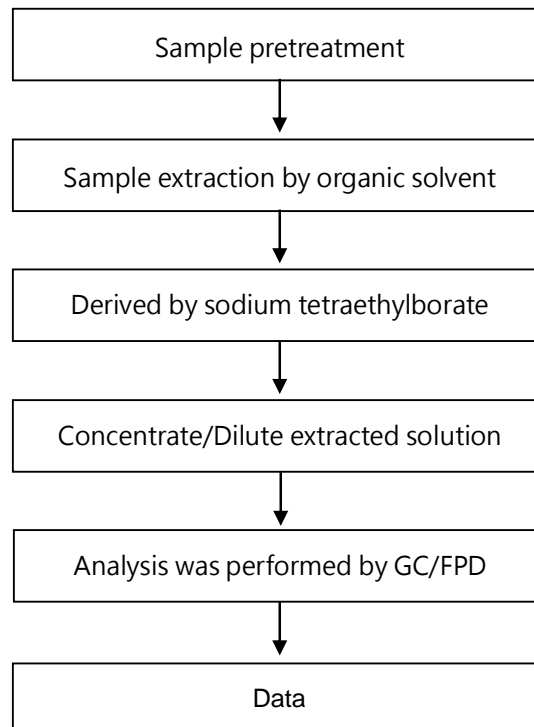 Sample pretreatment
Sample extraction by organic solvent
Derived by sodium tetraethylborate
Concentrate/Dilute extracted solution
Analysis was performed by GC/FPD
Data